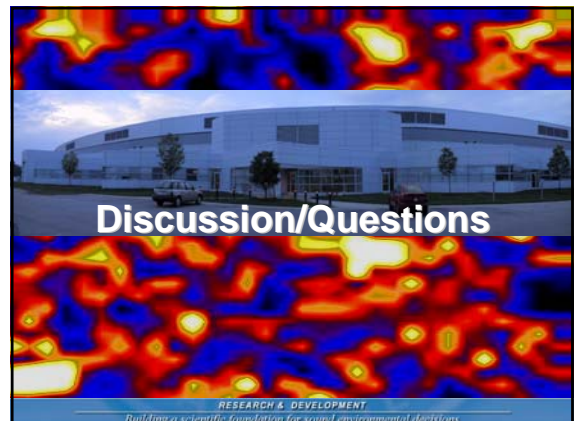 Discussion/Questions
RESEARCH & DEVELOPMENT
Building a scientific foundation for sound environmental decisions